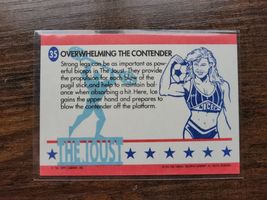 35
OVERWHELMING THE CONTENDER
Strong legs can be as important as pow-
erful biceps in The Joust. They provide
the propulsion for each blow of the
pugil stick and help to maintain balance
when absorbing a hit. Here, Ice
gains the upper hand and prepares to
blow the contender off the platform.
THE JOUST